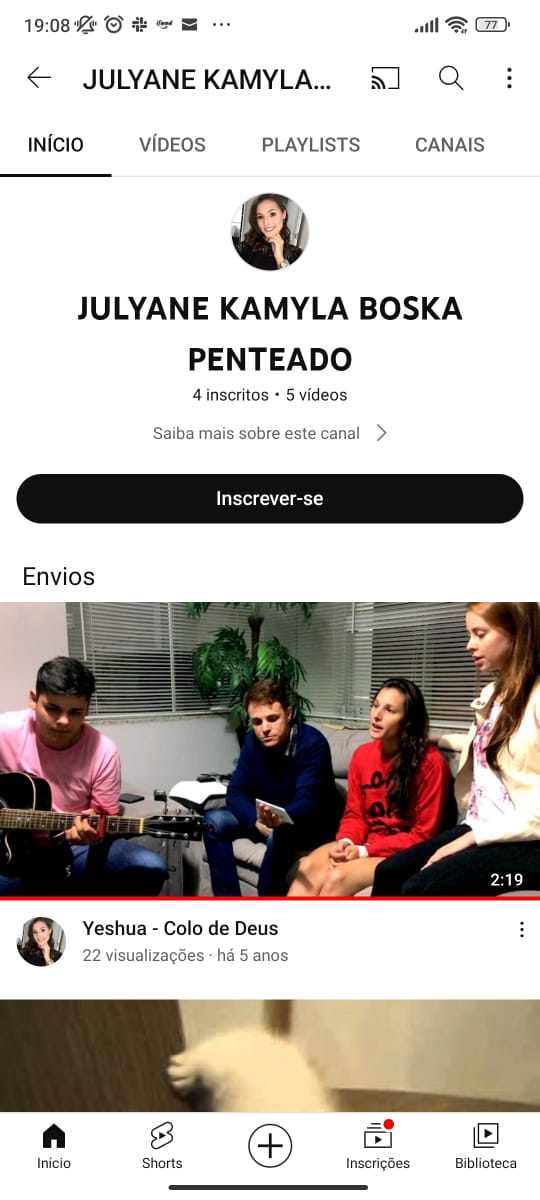 19:08
77
JULYANE KAMYLA...
INÍCIO VÍDEOS PLAYLISTS CANAIS
JULYANE KAMYLA BOSKA
PENTEADO
4 inscritos • 5 vídeos
Saiba mais sobre este canal
Inscrever-se
Envios
2:19
Yeshua - Colo de Deus
22 visualizações · há 5 anos
Início Shorts Inscrições Biblioteca